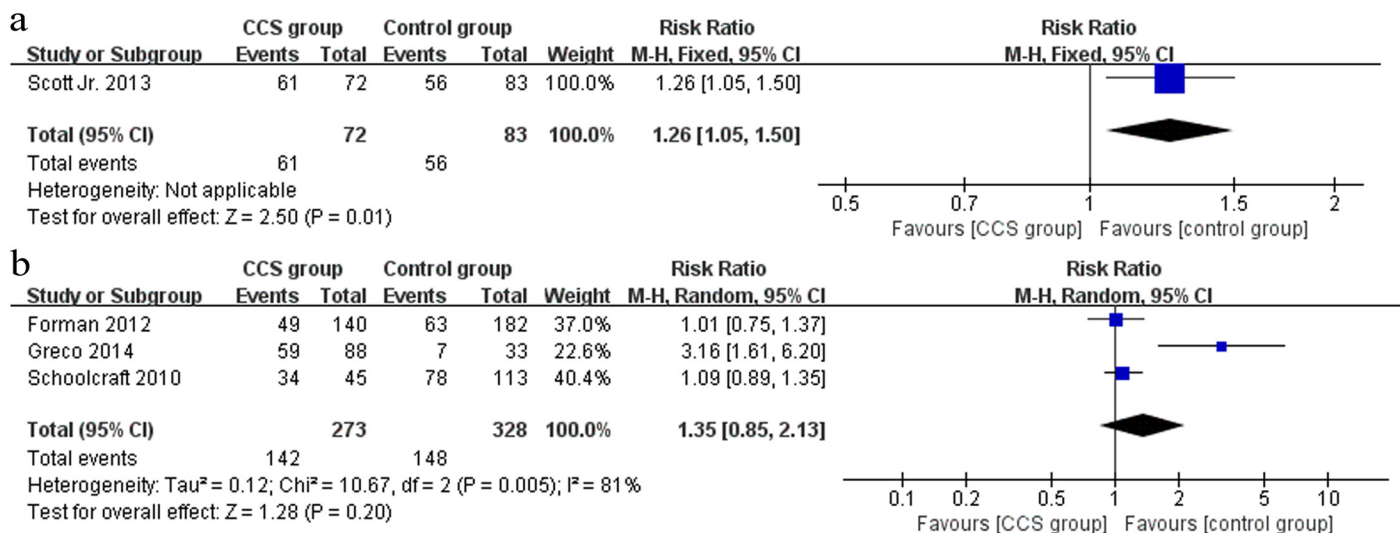 a
CCS group Control group Risk Ratio Risk Ratio
Study or Subgroup Events Total Events Total Weight M-H, Fixed, 95% CI M-H, Fixed, 95% CI
Scott Jr. 2013 61 72 56 83 100.0% 1.26 [1.05, 1.50]
Total (95% CI) 72 83 100.0% 1.26 [1.05, 1.50]
Total events 61 56
Heterogeneity: Not applicable
Test for overall effect: Z = 2.50 (P = 0.01)
0.5 0.7 1 1.5 2
Favours [CCS group] Favours [control group]
b
CCS group Control group Risk Ratio Risk Ratio
Study or Subgroup Events Total Events Total Weight M-H, Random, 95% CI M-H, Random, 95% CI
Forman 2012 49 140 63 182 37.0% 1.01 [0.75, 1.37]
Greco 2014 59 88 7 33 22.6% 3.16 [1.61, 6.20]
Schoolcraft 2010 34 45 78 113 40.4% 1.09 [0.89, 1.35]
Total (95% CI) 273 328 100.0% 1.35 [0.85, 2.13]
Total events 142 148
Heterogeneity: Tau² = 0.12; Chi² = 10.67, df = 2 (P = 0.005); I² = 81%
Test for overall effect: Z = 1.28 (P = 0.20)
0.1 0.2 0.5 1 2 5 10
Favours [CCS group] Favours [control group]